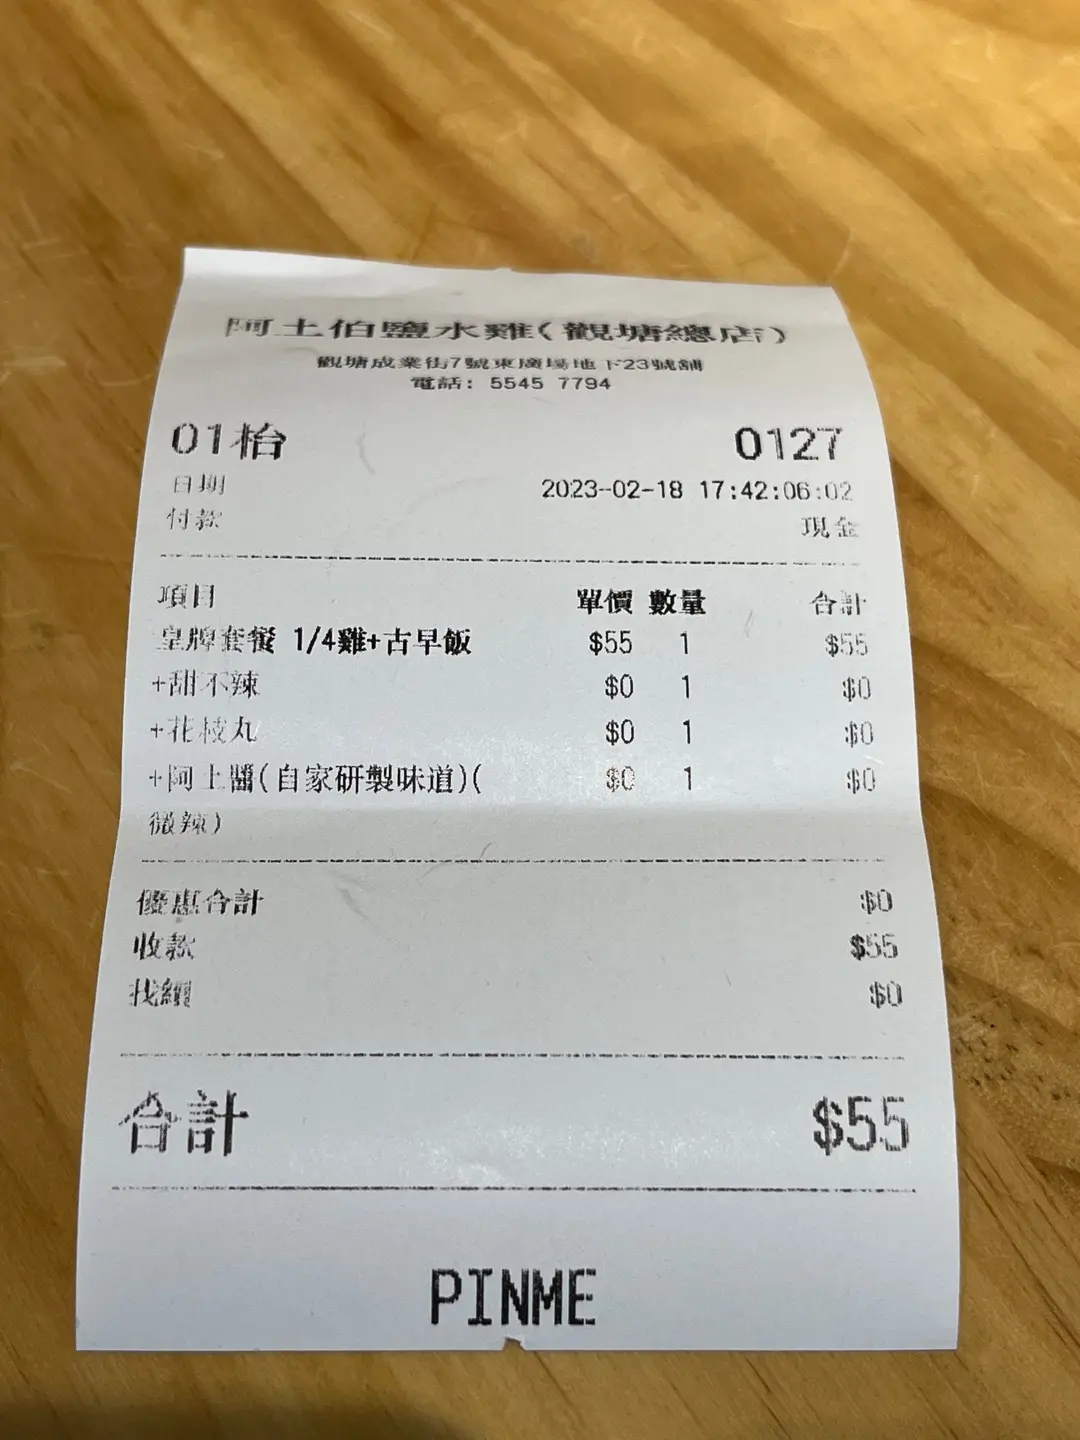 阿土伯鹽水雞(觀塘總店)
觀塘成業街7號東廣場地下23號舖
電話: 5545 7794
01枱 0127
日期 2023-02-18 17:42:06:02
付款 現金
項目 單價 數量 合計
皇牌套餐 1/4雞+古早飯 $55 1 $55
+甜不辣 $0 1 $0
+花枝丸 $0 1 $0
+阿土醬(自家研製味道)( $0 1 $0
微辣)
優惠合計 $0
收款 $55
找續 $0
合計 $55
PINME